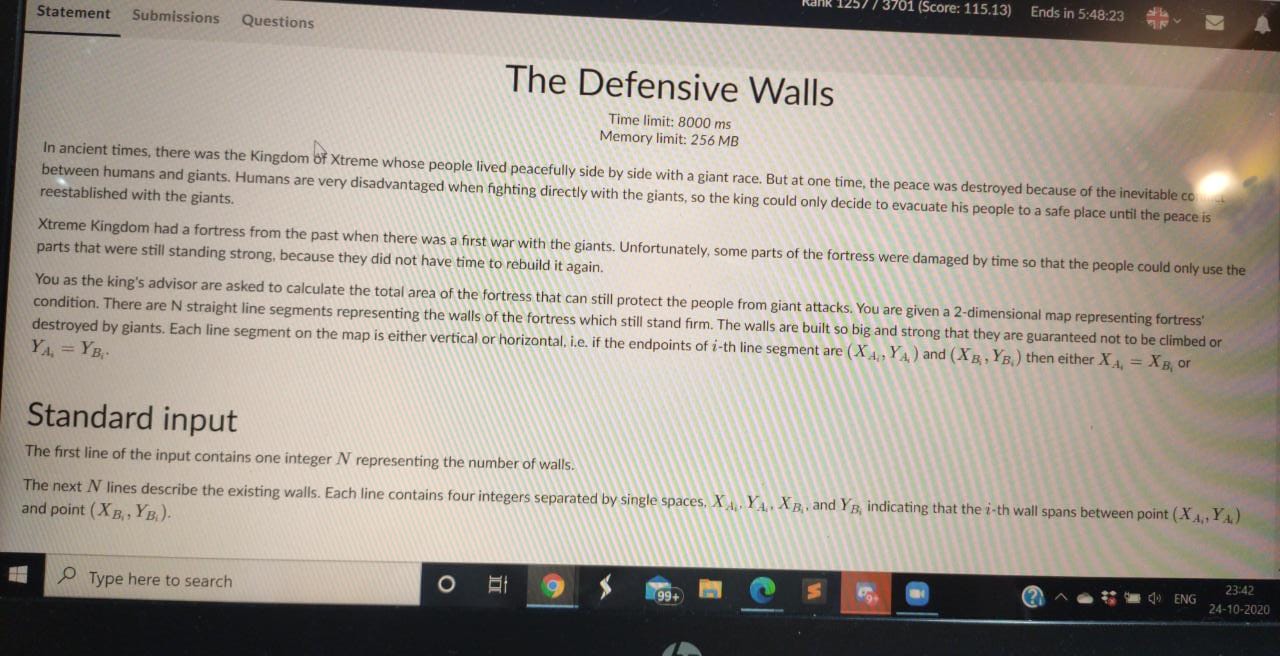 Statement Submissions Questions
Rank 1257 / 3701 (Score: 115.13) Ends in 5:48:23
The Defensive Walls
Time limit: 8000 ms
Memory limit: 256 MB
In ancient times, there was the Kingdom of Xtreme whose people lived peacefully side by side with a giant race. But at one time, the peace was destroyed because of the inevitable
between humans and giants. Humans are very disadvantaged when fighting directly with the giants, so the king could only decide to evacuate his people to a safe place until the peace is
reestablished with the giants.
Xtreme Kingdom had a fortress from the past when there was a first war with the giants. Unfortunately, some parts of the fortress were damaged by time so that the people could only use the
parts that were still standing strong, because they did not have time to rebuild it again.
You as the king's advisor are asked to calculate the total area of the fortress that can still protect the people from giant attacks. You are given a 2-dimensional map representing fortress'
condition. There are N straight line segments representing the walls of the fortress which still stand firm. The walls are built so big and strong that they are guaranteed not to be climbed or
destroyed by giants. Each line segment on the map is either vertical or horizontal, i.e. if the endpoints of i-th line segment are (X_{A_i}, Y_{A_i}) and (X_{B_i}, Y_{B_i}) then either X_{A_i} = X_{B_i} or
Y_{A_i} = Y_{B_i}.
Standard input
The first line of the input contains one integer N representing the number of walls.
The next N lines describe the existing walls. Each line contains four integers separated by single spaces, X_{A_i}, Y_{A_i}, X_{B_i}, and Y_{B_i} indicating that the i-th wall spans between point (X_{A_i}, Y_{A_i})
and point (X_{B_i}, Y_{B_i}).
Type here to search
99+
9+
ENG
23:42
24-10-2020
hp